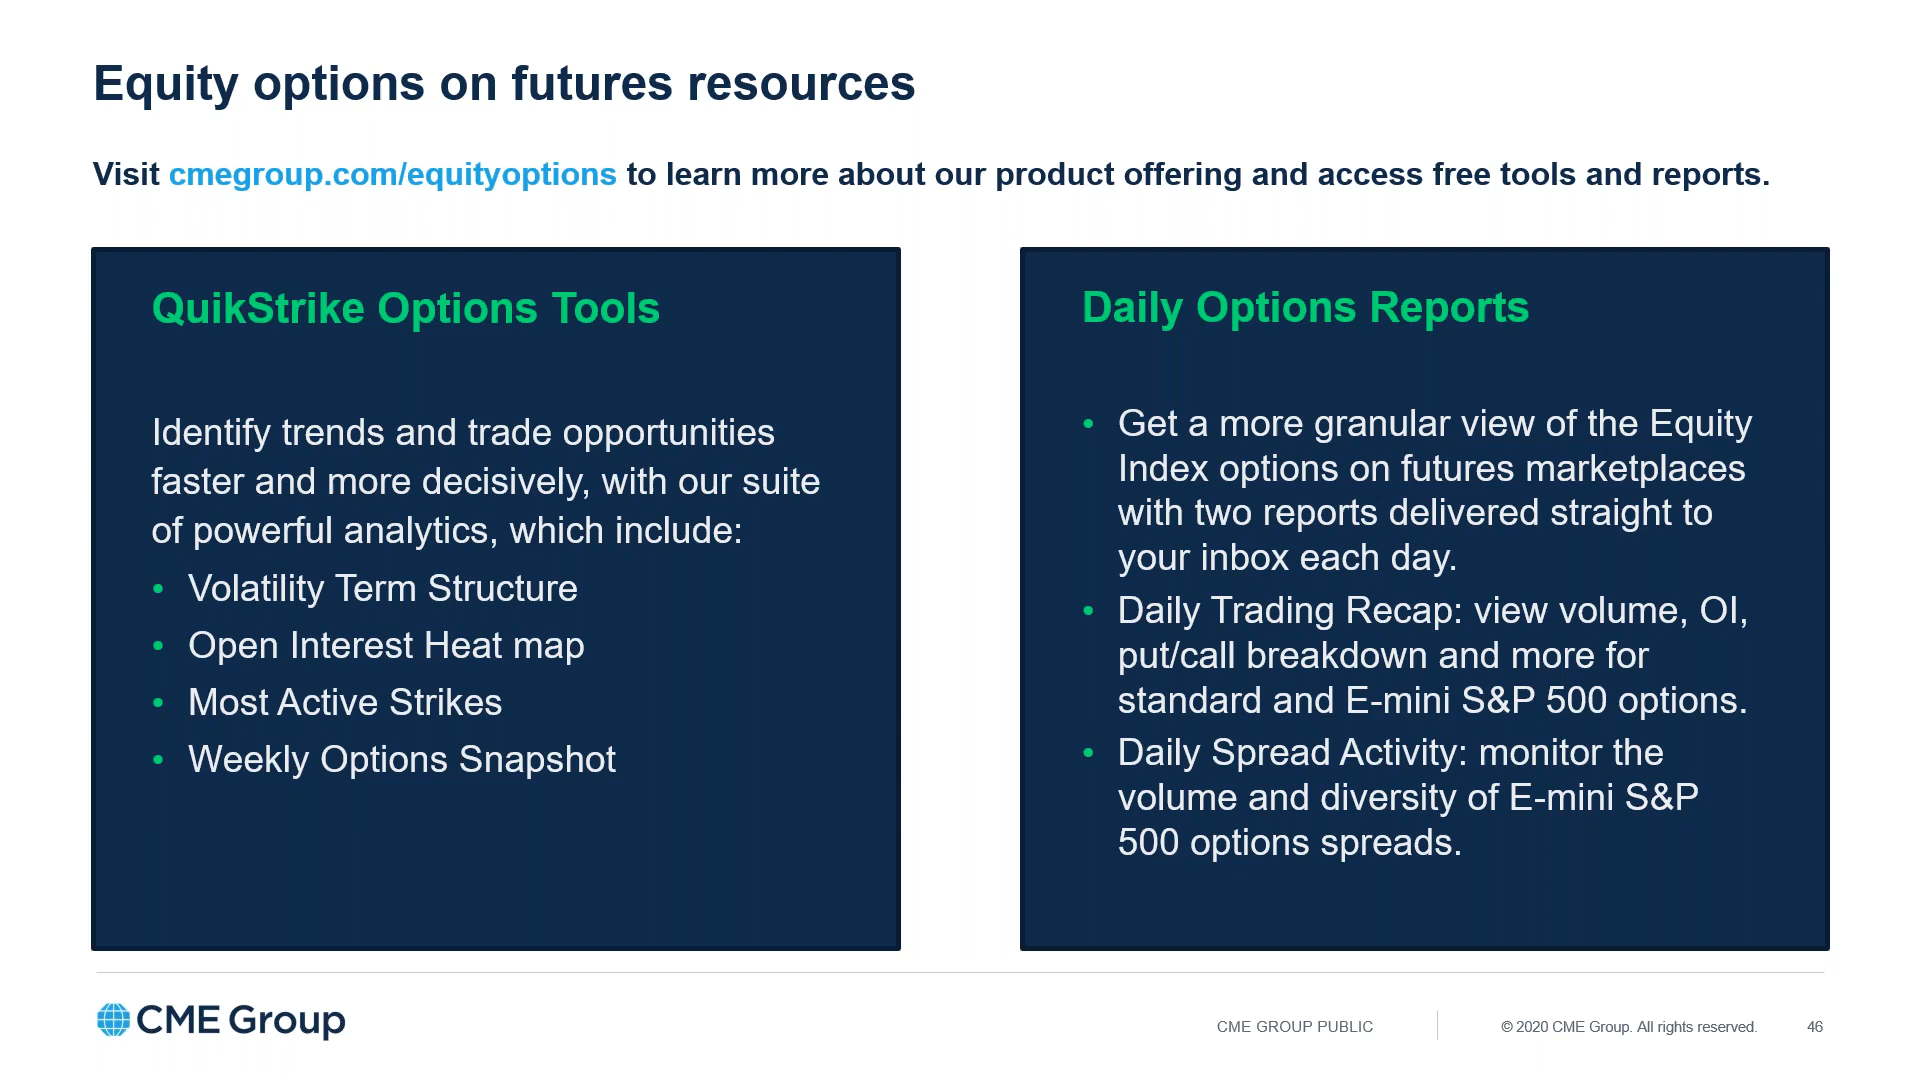 Equity options on futures resources
Visit cmegroup.com/equityoptions to learn more about our product offering and access free tools and reports.
QuikStrike Options Tools
Identify trends and trade opportunities
faster and more decisively, with our suite
of powerful analytics, which include:
• Volatility Term Structure
• Open Interest Heat map
• Most Active Strikes
• Weekly Options Snapshot
Daily Options Reports
• Get a more granular view of the Equity
Index options on futures marketplaces
with two reports delivered straight to
your inbox each day.
• Daily Trading Recap: view volume, OI,
put/call breakdown and more for
standard and E-mini S&P 500 options.
• Daily Spread Activity: monitor the
volume and diversity of E-mini S&P
500 options spreads.
CME Group
CME GROUP PUBLIC
© 2020 CME Group. All rights reserved.
46